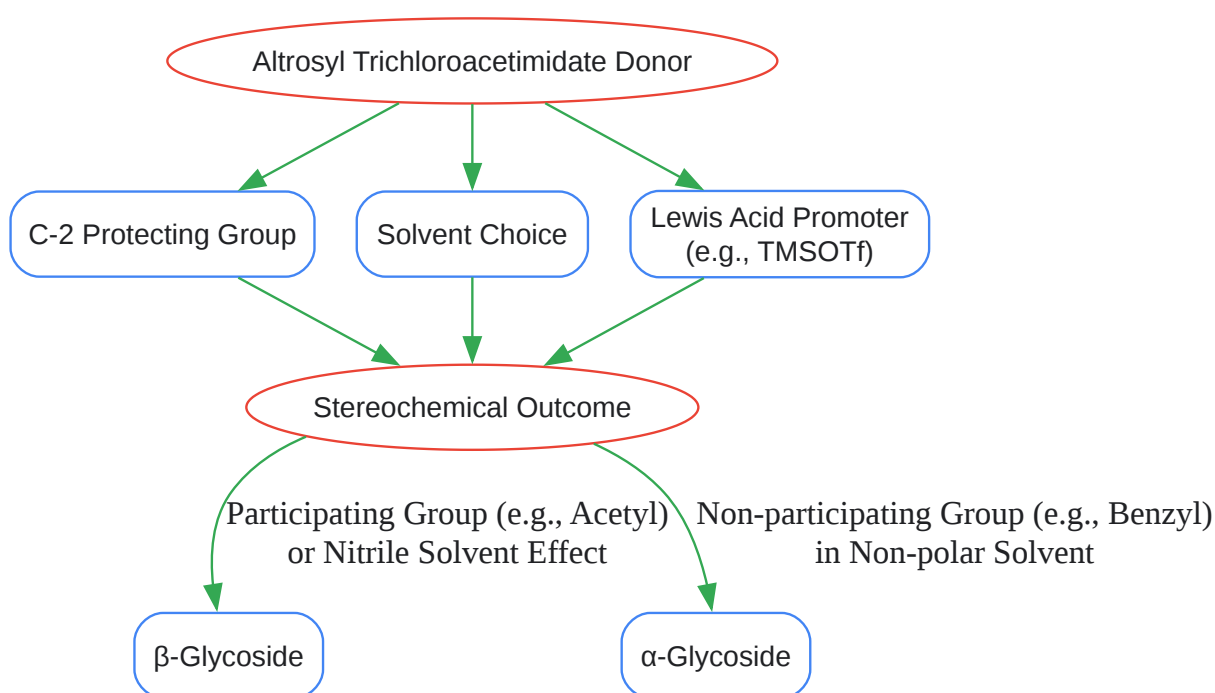 Altrosyl Trichloroacetimidate Donor
C-2 Protecting Group
Solvent Choice
Lewis Acid Promoter
(e.g., TMSOTf)
Stereochemical Outcome
Participating Group (e.g., Acetyl)
or Nitrile Solvent Effect
Non-participating Group (e.g., Benzyl)
in Non-polar Solvent
β-Glycoside
α-Glycoside